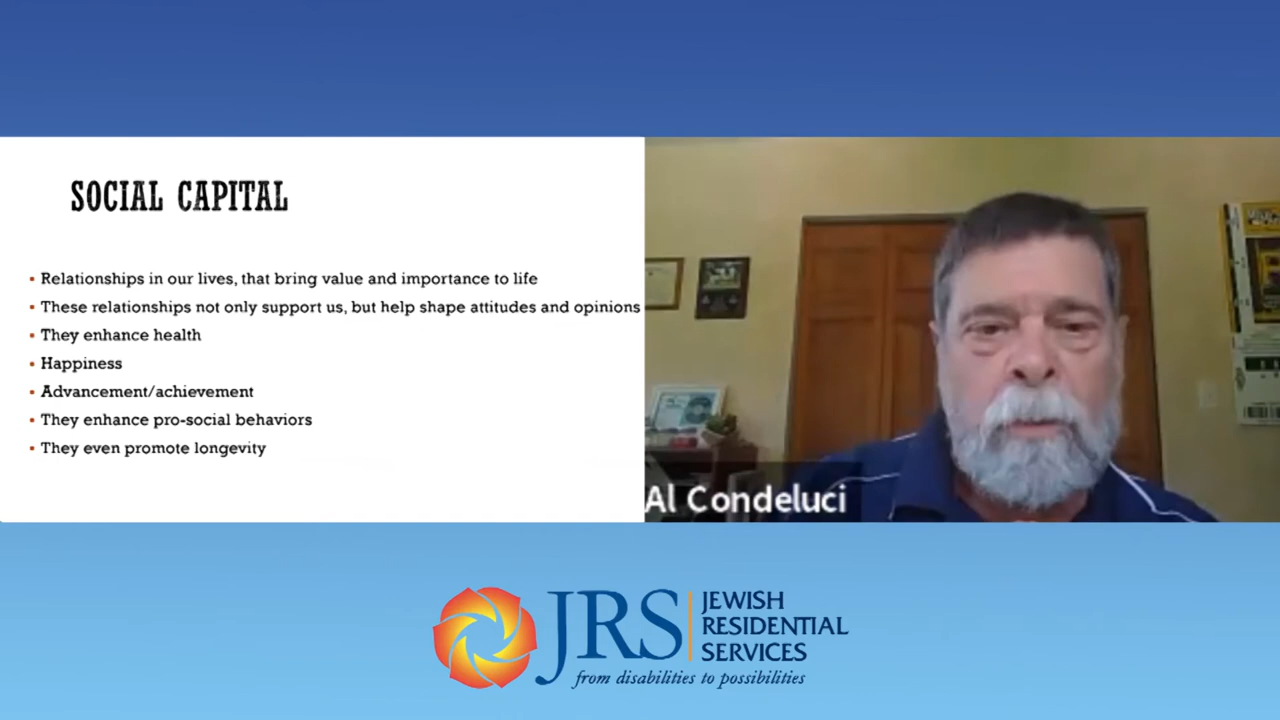 SOCIAL CAPITAL
Relationships in our lives, that bring value and importance to life
These relationships not only support us, but help shape attitudes and opinions
They enhance health
Happiness
Advancement/achievement
They enhance pro-social behaviors
They even promote longevity
Al Condeluci
JRS
JEWISH
RESIDENTIAL
SERVICES
from disabilities to possibilities